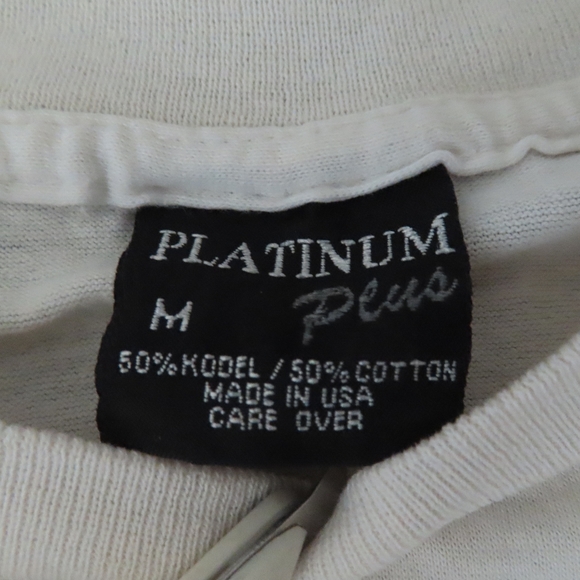 PLATINUM
Plus
M
50% KODEL / 50% COTTON
MADE IN USA
CARE OVER